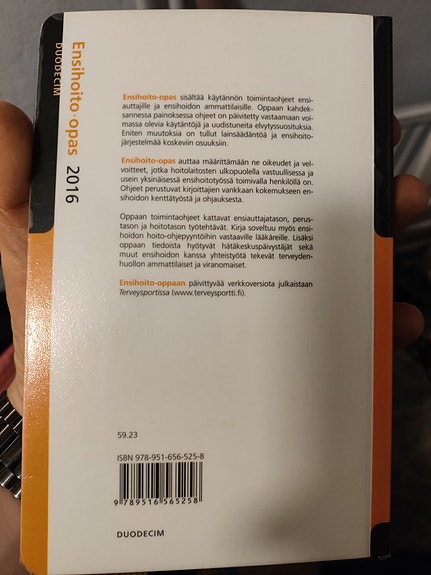 Ensihoito-opas 2016
DUODECIM
Ensihoito-opas sisältää käytännön toimintaohjeet ensi-
auttajille ja ensihoidon ammattilaisille. Oppaan kahdek-
sannessa painoksessa ohjeet on päivitetty vastaamaan voi-
massa olevia käytäntöjä ja uudistuneita elvytyssuosituksia.
Eniten muutoksia on tullut lainsäädäntöä ja ensihoito-
järjestelmää koskeviin osuuksiin.
Ensihoito-opas auttaa määrittämään ne oikeudet ja vel-
voitteet, jotka hoitolaitosten ulkopuolella vastuullisessa ja
usein yksinäisessä ensihoitotyössä toimivalla henkilöllä on.
Ohjeet perustuvat kirjoittajien vankkaan kokemukseen en-
sihoidon kenttätyöstä ja ohjauksesta.
Oppaan toimintaohjeet kattavat ensiauttajatason, perus-
tason ja hoitotason työtehtävät. Kirja soveltuu myös ensi-
hoidon hoito-ohjepyyntöihin vastaaville lääkäreille. Lisäksi
oppaan tiedoista hyötyvät hätäkeskuspäivystäjät sekä
muut ensihoidon kanssa yhteistyötä tekevät terveyden-
huollon ammattilaiset ja viranomaiset.
Ensihoito-oppaan päivittyvää verkkoversiota julkaistaan
Terveysportissa (www.terveysportti.fi).
59.23
ISBN 978-951-656-525-8
9 789516 565258
DUODECIM